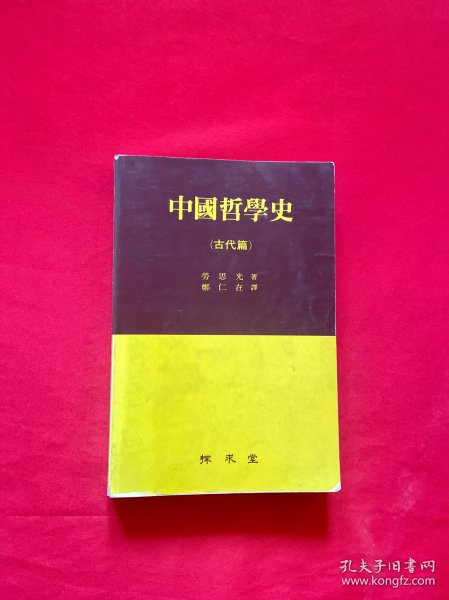 中國哲學史
(古代篇)
勞思光 著
鄭仁在 譯
探求堂
孔夫子旧书网
www.kongfz.com